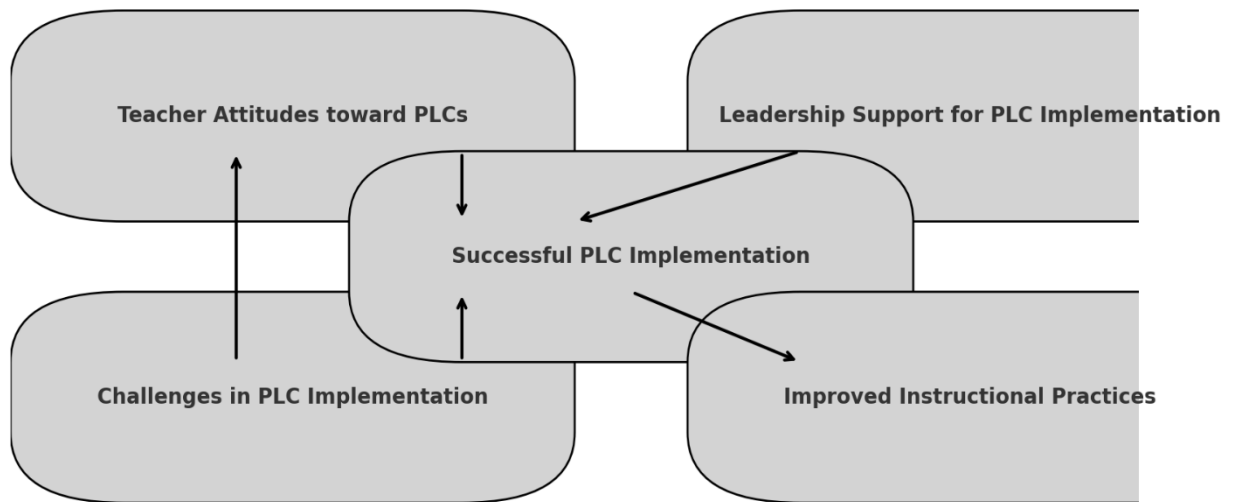 Teacher Attitudes toward PLCs
Leadership Support for PLC Implementation
Successful PLC Implementation
Challenges in PLC Implementation
Improved Instructional Practices